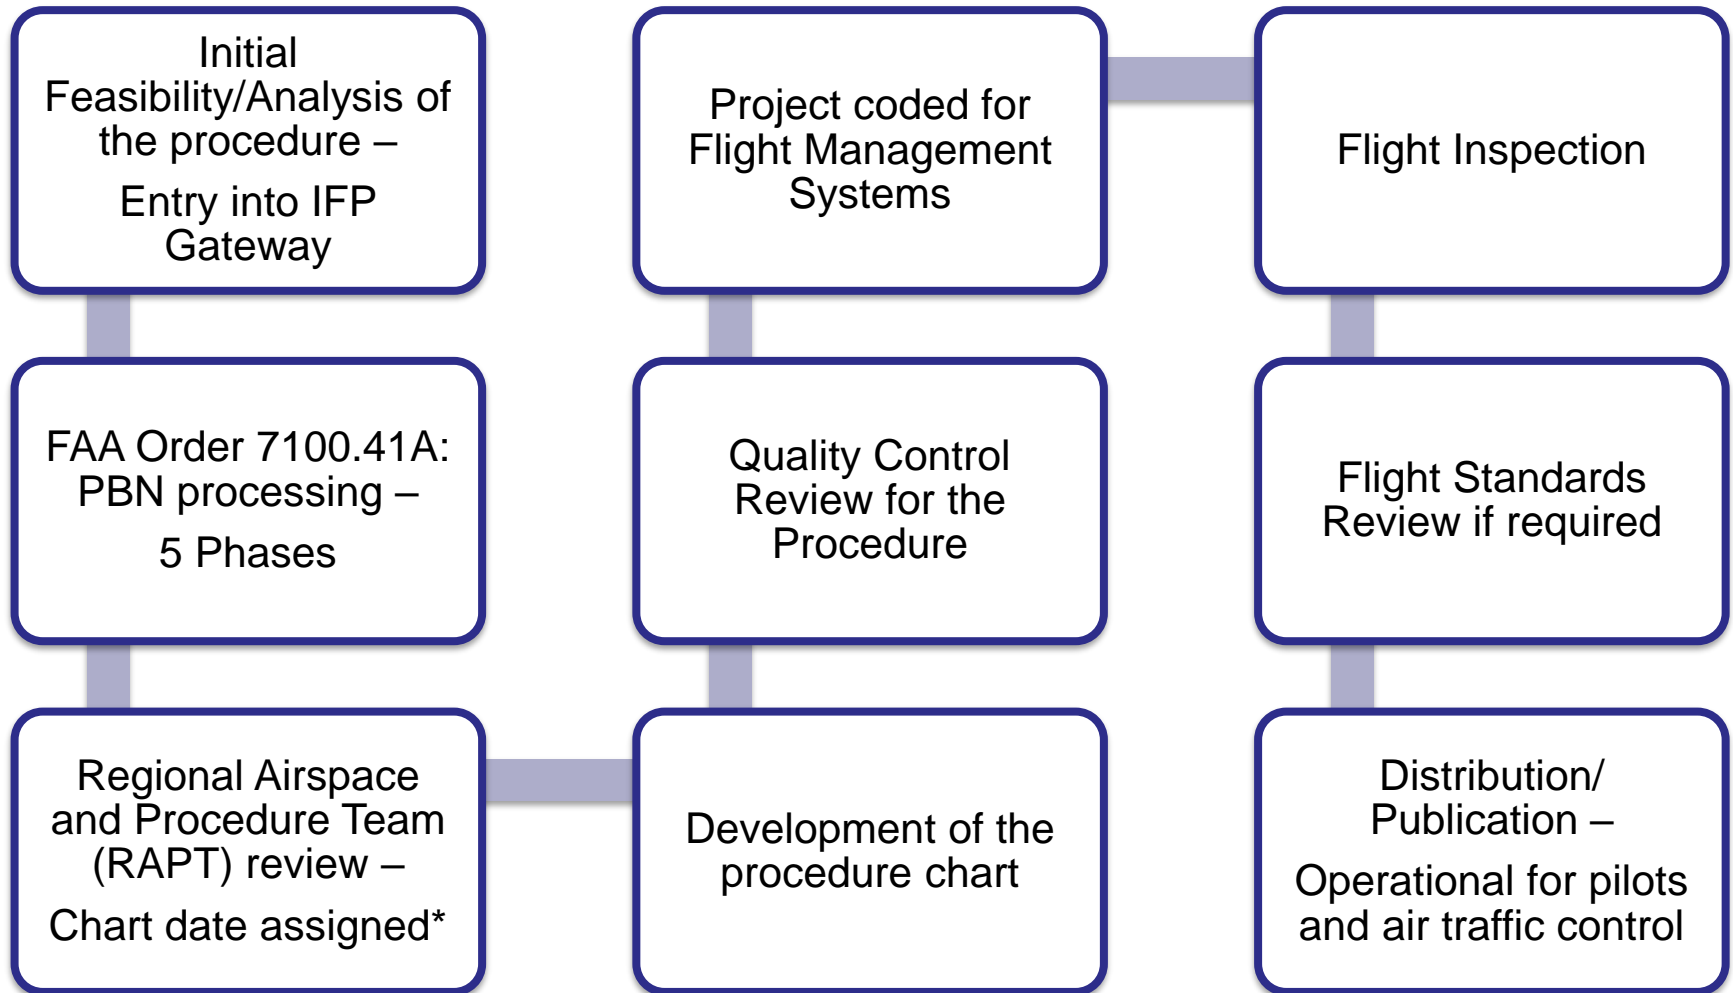 Initial
Feasibility/Analysis of
the procedure –
Entry into IFP
Gateway
FAA Order 7100.41A:
PBN processing –
5 Phases
Regional Airspace
and Procedure Team
(RAPT) review –
Chart date assigned*
Development of the
procedure chart
Quality Control
Review for the
Procedure
Project coded for
Flight Management
Systems
Flight Inspection
Flight Standards
Review if required
Distribution/
Publication –
Operational for pilots
and air traffic control